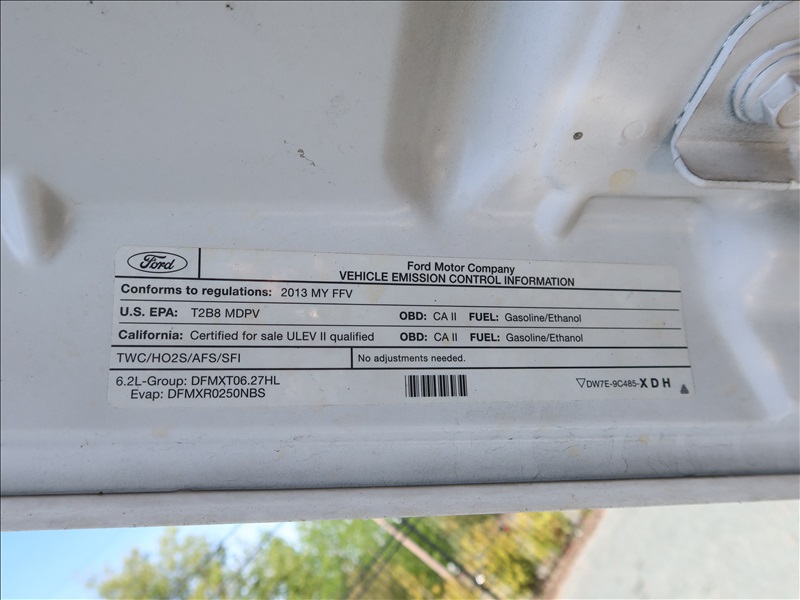 Ford
Ford Motor Company
VEHICLE EMISSION CONTROL INFORMATION
Conforms to regulations: 2013 MY FFV
U.S. EPA: T2B8 MDPV OBD: CA II FUEL: Gasoline/Ethanol
California: Certified for sale ULEV II qualified OBD: CA II FUEL: Gasoline/Ethanol
TWC/HO2S/AFS/SFI No adjustments needed.
6.2L-Group: DFMXT06.27HL
Evap: DFMXR0250NBS
DW7E-9C485-XDH